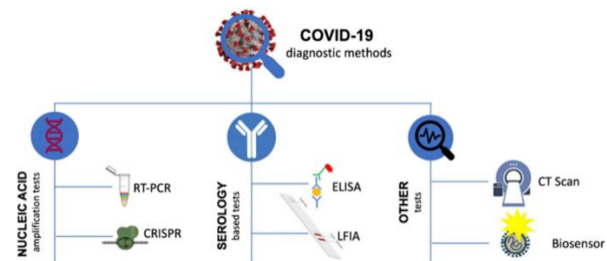 COVID-19
diagnostic methods
NUCLEIC ACID
amplification tests
RT-PCR
CRISPR
SEROLOGY
based tests
ELISA
LFIA
OTHER
tests
CT Scan
Biosensor